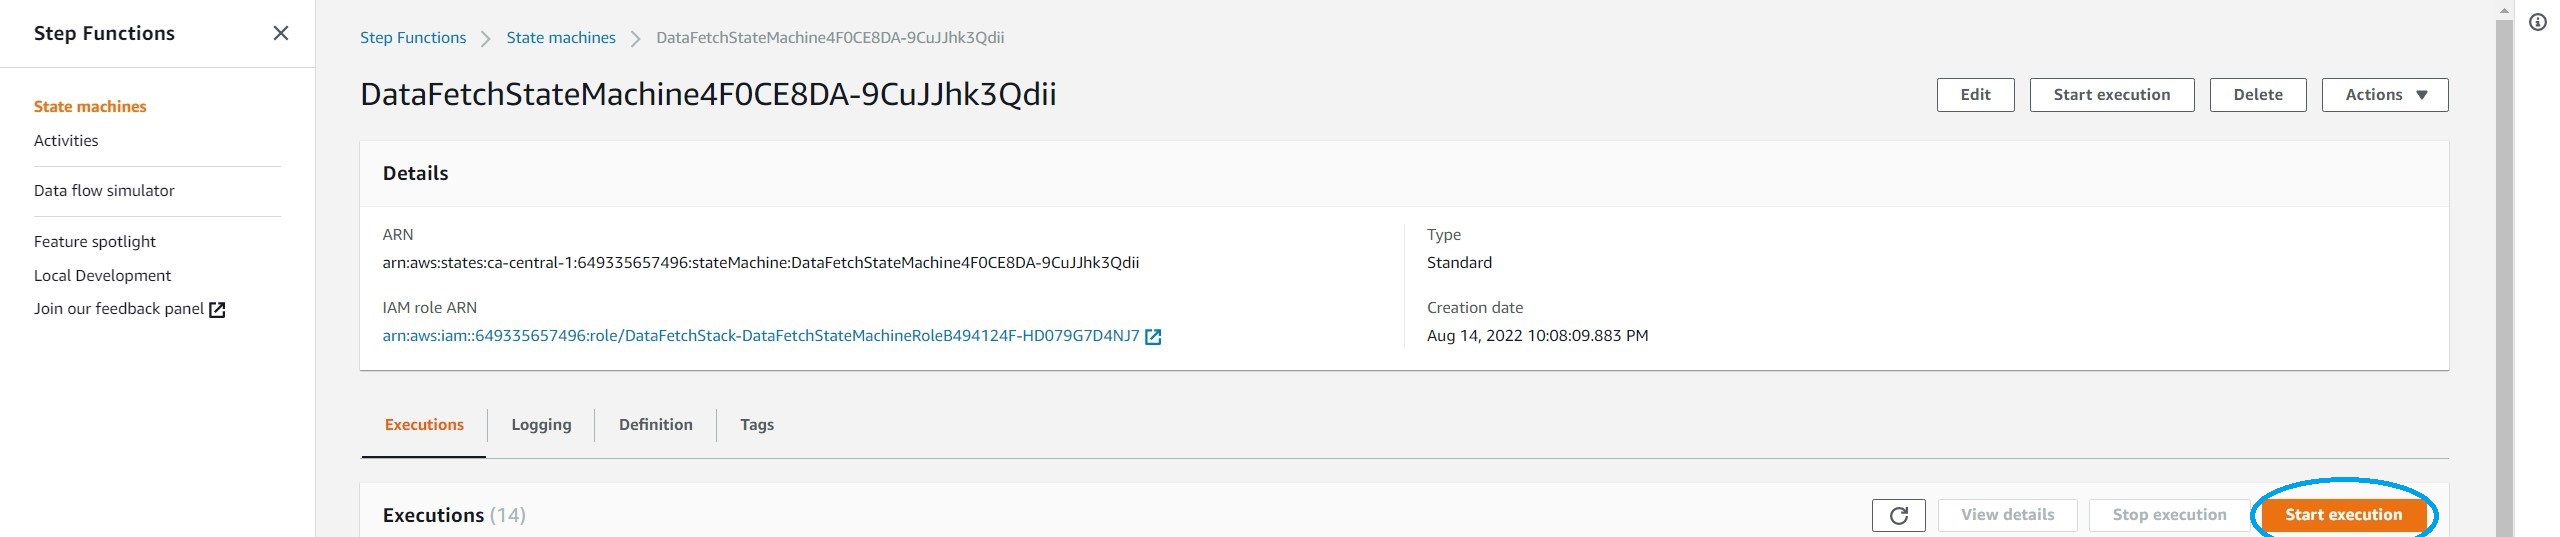 Step Functions
State machines
Activities
Data flow simulator
Feature spotlight
Local Development
Join our feedback panel
Step Functions State machines DataFetchStateMachine4F0CE8DA-9CuJJhk3Qdii
DataFetchStateMachine4F0CE8DA-9CuJJhk3Qdii
Edit Start execution Delete Actions
Details
ARN
arn:aws:states:ca-central-1:649335657496:stateMachine:DataFetchStateMachine4F0CE8DA-9CuJJhk3Qdii
IAM role ARN
arn:aws:iam::649335657496:role/DataFetchStack-DataFetchStateMachineRoleB494124F-HD079G7D4NJ7
Type
Standard
Creation date
Aug 14, 2022 10:08:09.883 PM
Executions Logging Definition Tags
Executions (14)
View details Stop execution Start execution